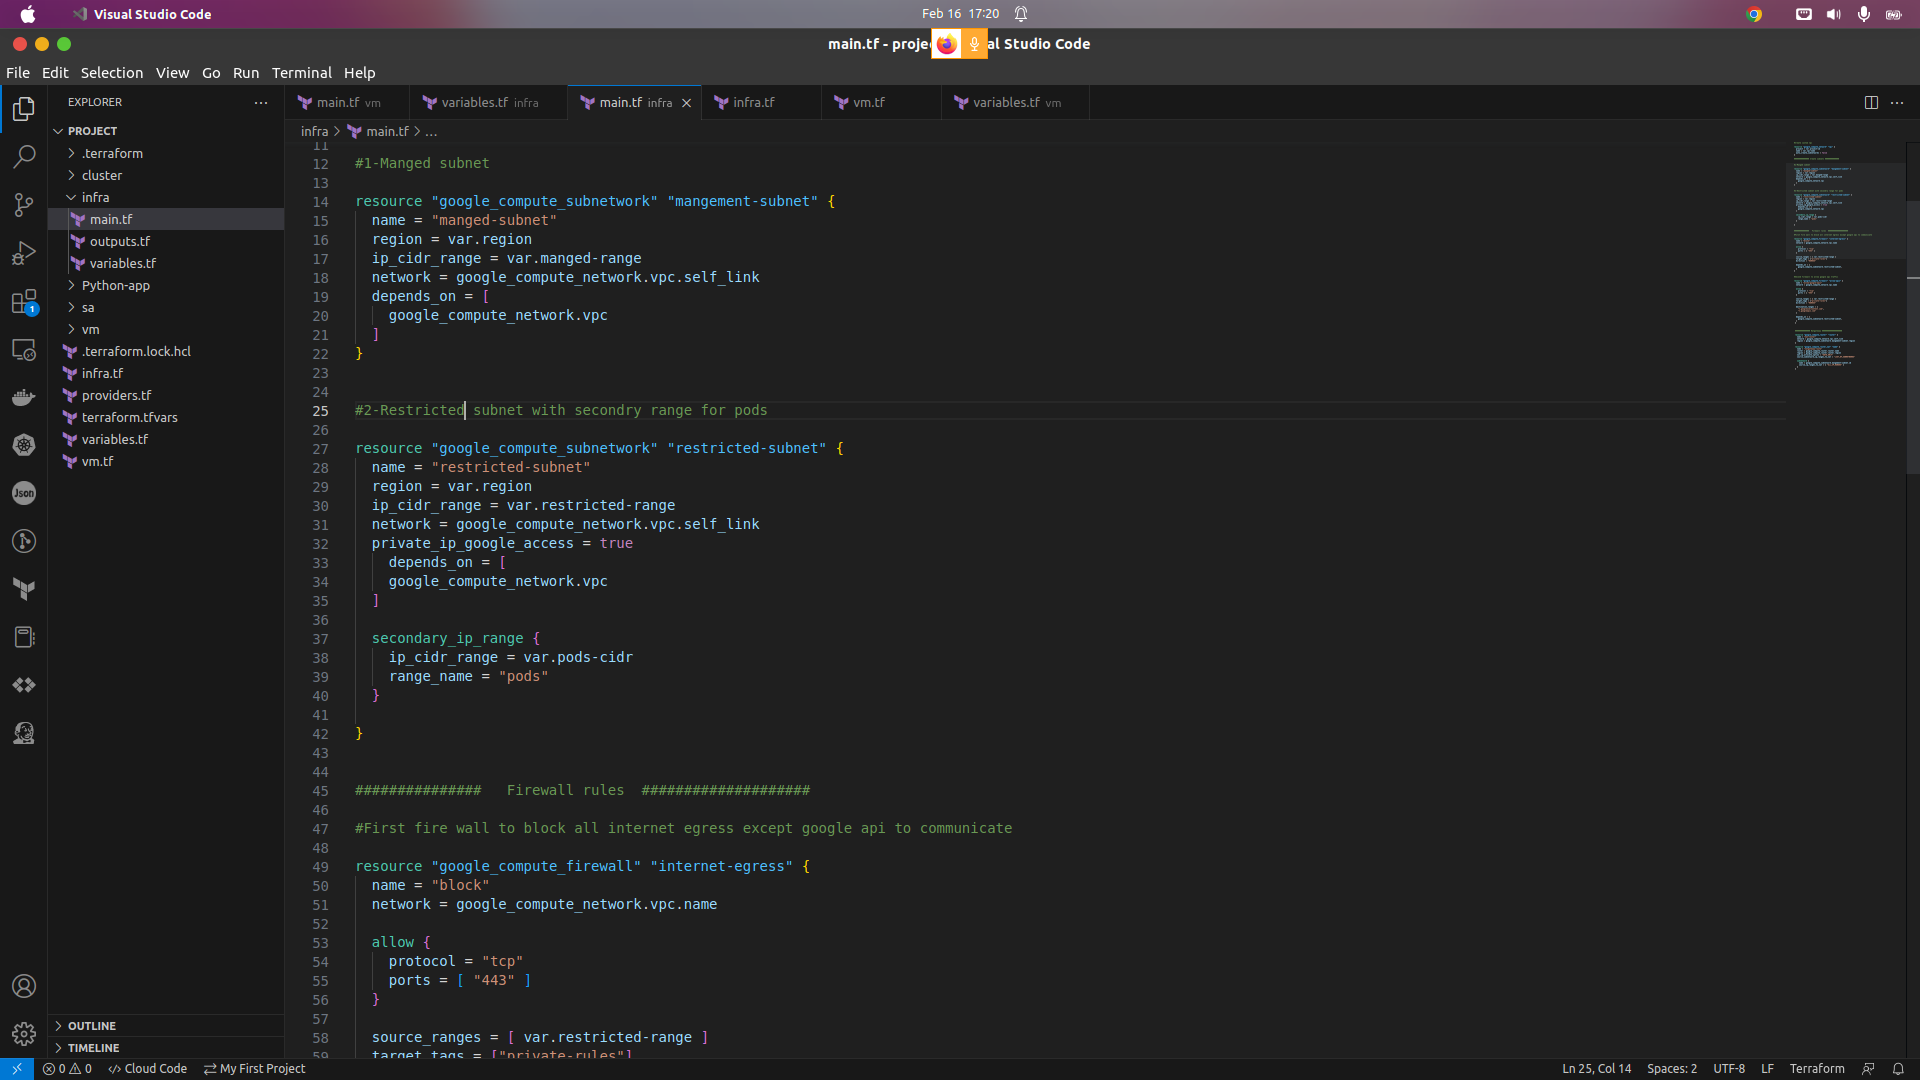 Visual Studio Code
Feb 16 17:20
main.tf - proje
al Studio Code
File Edit Selection View Go Run Terminal Help
EXPLORER
main.tf vm
variables.tf infra
main.tf infra
infra.tf
vm.tf
variables.tf vm
infra > main.tf > ...
PROJECT
.terraform
cluster
infra
main.tf
outputs.tf
variables.tf
Python-app
sa
vm
.terraform.lock.hcl
infra.tf
providers.tf
terraform.tfvars
variables.tf
vm.tf
OUTLINE
TIMELINE
1
Json
11
12 #1-Manged subnet
13
14 resource "google_compute_subnetwork" "mangement-subnet" {
15 name = "manged-subnet"
16 region = var.region
17 ip_cidr_range = var.manged-range
18 network = google_compute_network.vpc.self_link
19 depends_on = [
20 google_compute_network.vpc
21 ]
22 }
23
24
25 #2-Restricted subnet with secondry range for pods
26
27 resource "google_compute_subnetwork" "restricted-subnet" {
28 name = "restricted-subnet"
29 region = var.region
30 ip_cidr_range = var.restricted-range
31 network = google_compute_network.vpc.self_link
32 private_ip_google_access = true
33 depends_on = [
34 google_compute_network.vpc
35 ]
36
37 secondary_ip_range {
38 ip_cidr_range = var.pods-cidr
39 range_name = "pods"
40 }
41
42 }
43
44
45 ############### Firewall rules ####################
46
47 #First fire wall to block all internet egress except google api to communicate
48
49 resource "google_compute_firewall" "internet-egress" {
50 name = "block"
51 network = google_compute_network.vpc.name
52
53 allow {
54 protocol = "tcp"
55 ports = [ "443" ]
56 }
57
58 source_ranges = [ var.restricted-range ]
59 target_tags = ["private-rules"]
0 0 Cloud Code My First Project
Ln 25, Col 14 Spaces: 2 UTF-8 LF Terraform